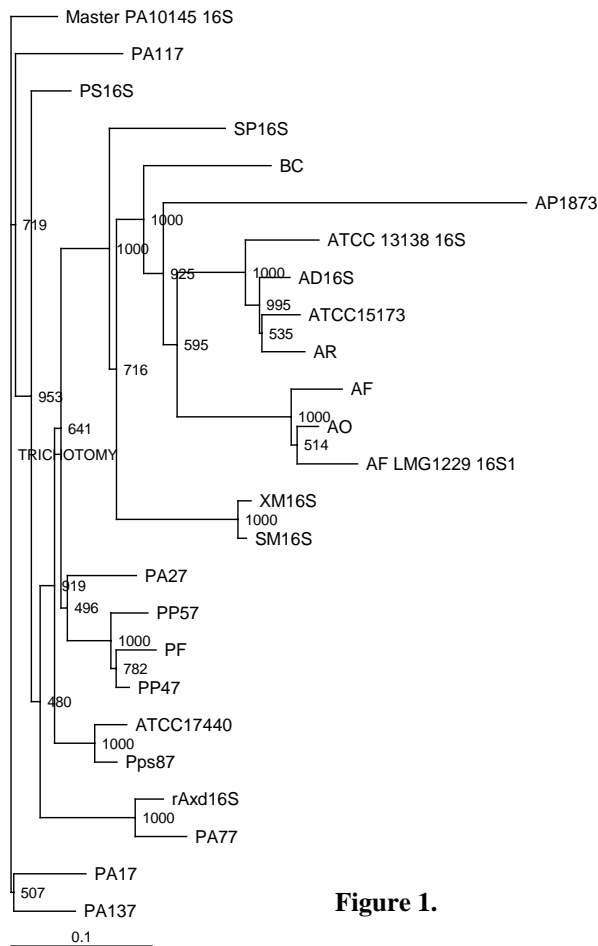 Master PA10145 16S
PA117
PS16S
SP16S
BC
AP1873
719
1000
ATCC 13138 16S
1000
925
1000
AD16S
995
ATCC15173
535
595
AR
716
AF
953
1000
641
AO
514
TRICHOTOMY
AF LMG1229 16S1
XM16S
1000
SM16S
PA27
919
496
PP57
1000
PF
782
PP47
480
ATCC17440
1000
Pps87
rAxd16S
1000
PA77
PA17
507
PA137
Figure 1.
0.1